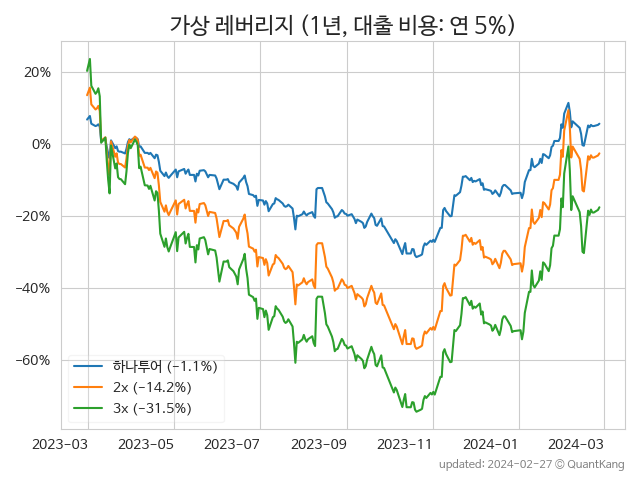 가상 레버리지 (1년, 대출 비용: 연 5%)
20%
0%
−20%
−40%
−60%
하나투어 (−1.1%)
2x (−14.2%)
3x (−31.5%)
2023−03 2023−05 2023−07 2023−09 2023−11 2024−01 2024−03
updated: 2024−02−27 © QuantKang